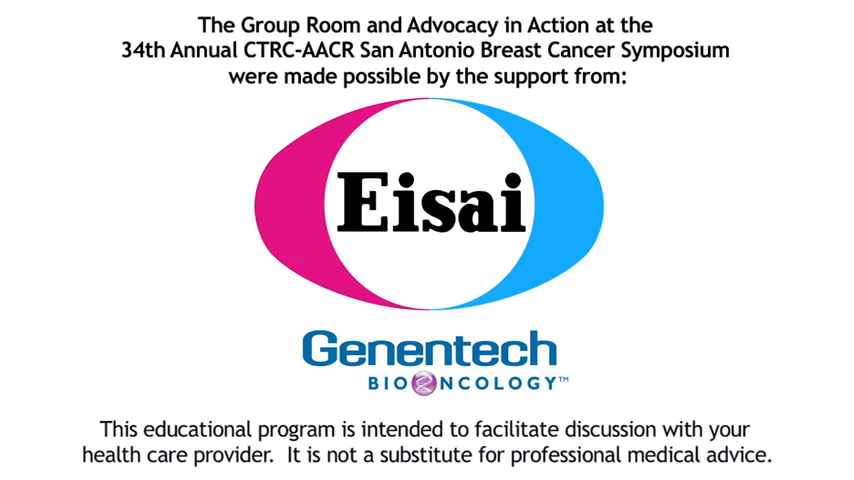 The Group Room and Advocacy in Action at the
34th Annual CTRC-AACR San Antonio Breast Cancer Symposium
were made possible by the support from:
Eisai
Genentech
BIOONCOLOGY™
This educational program is intended to facilitate discussion with your
health care provider.  It is not a substitute for professional medical advice.